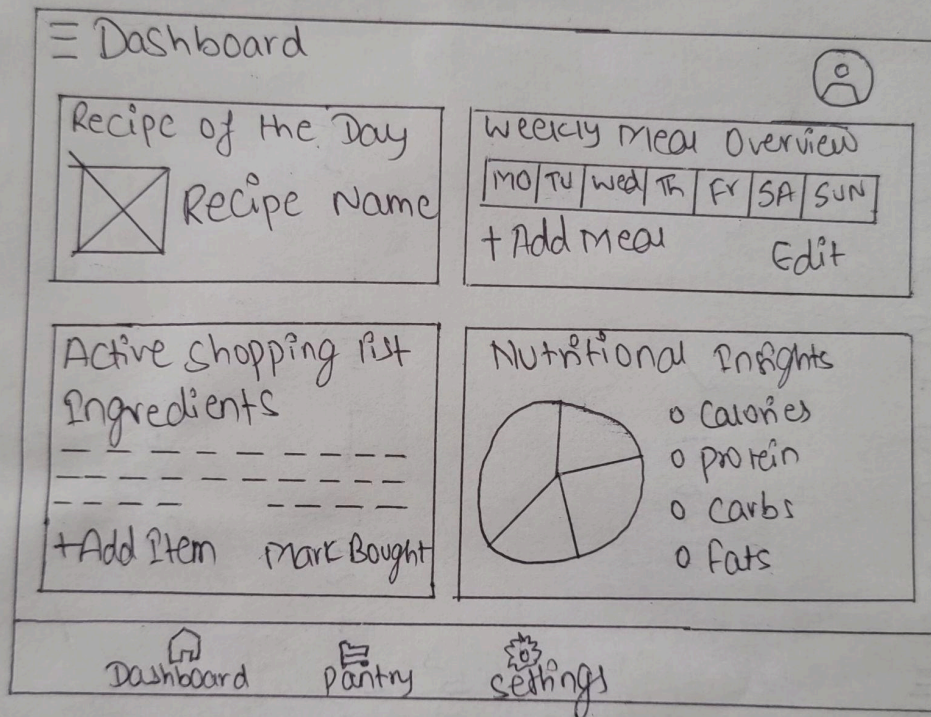 Dashboard
Recipe of the Day
Recipe Name
Weekly Meal Overview
MO TU Wed Th Fr SA SUN
+ Add meal
Edit
Active shopping list
Ingredients
+Add Item Mark Bought
Nutritional Insights
o Calories
o protein
o carbs
o fats
Dashboard Pantry Settings